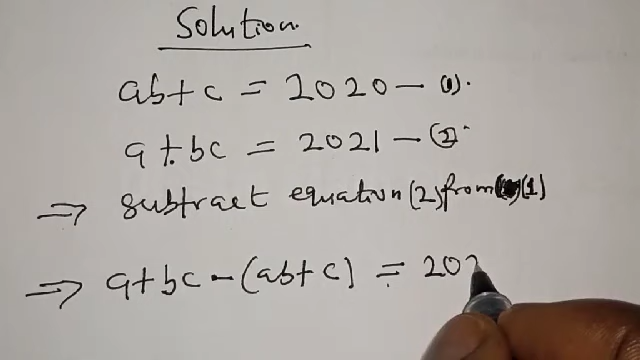 Solution.
ab+c = 2020 — (1).
a+bc = 2021 — (2).
⇒ subtract equation (2) from (1)
⇒ a+bc - (ab+c) = 202